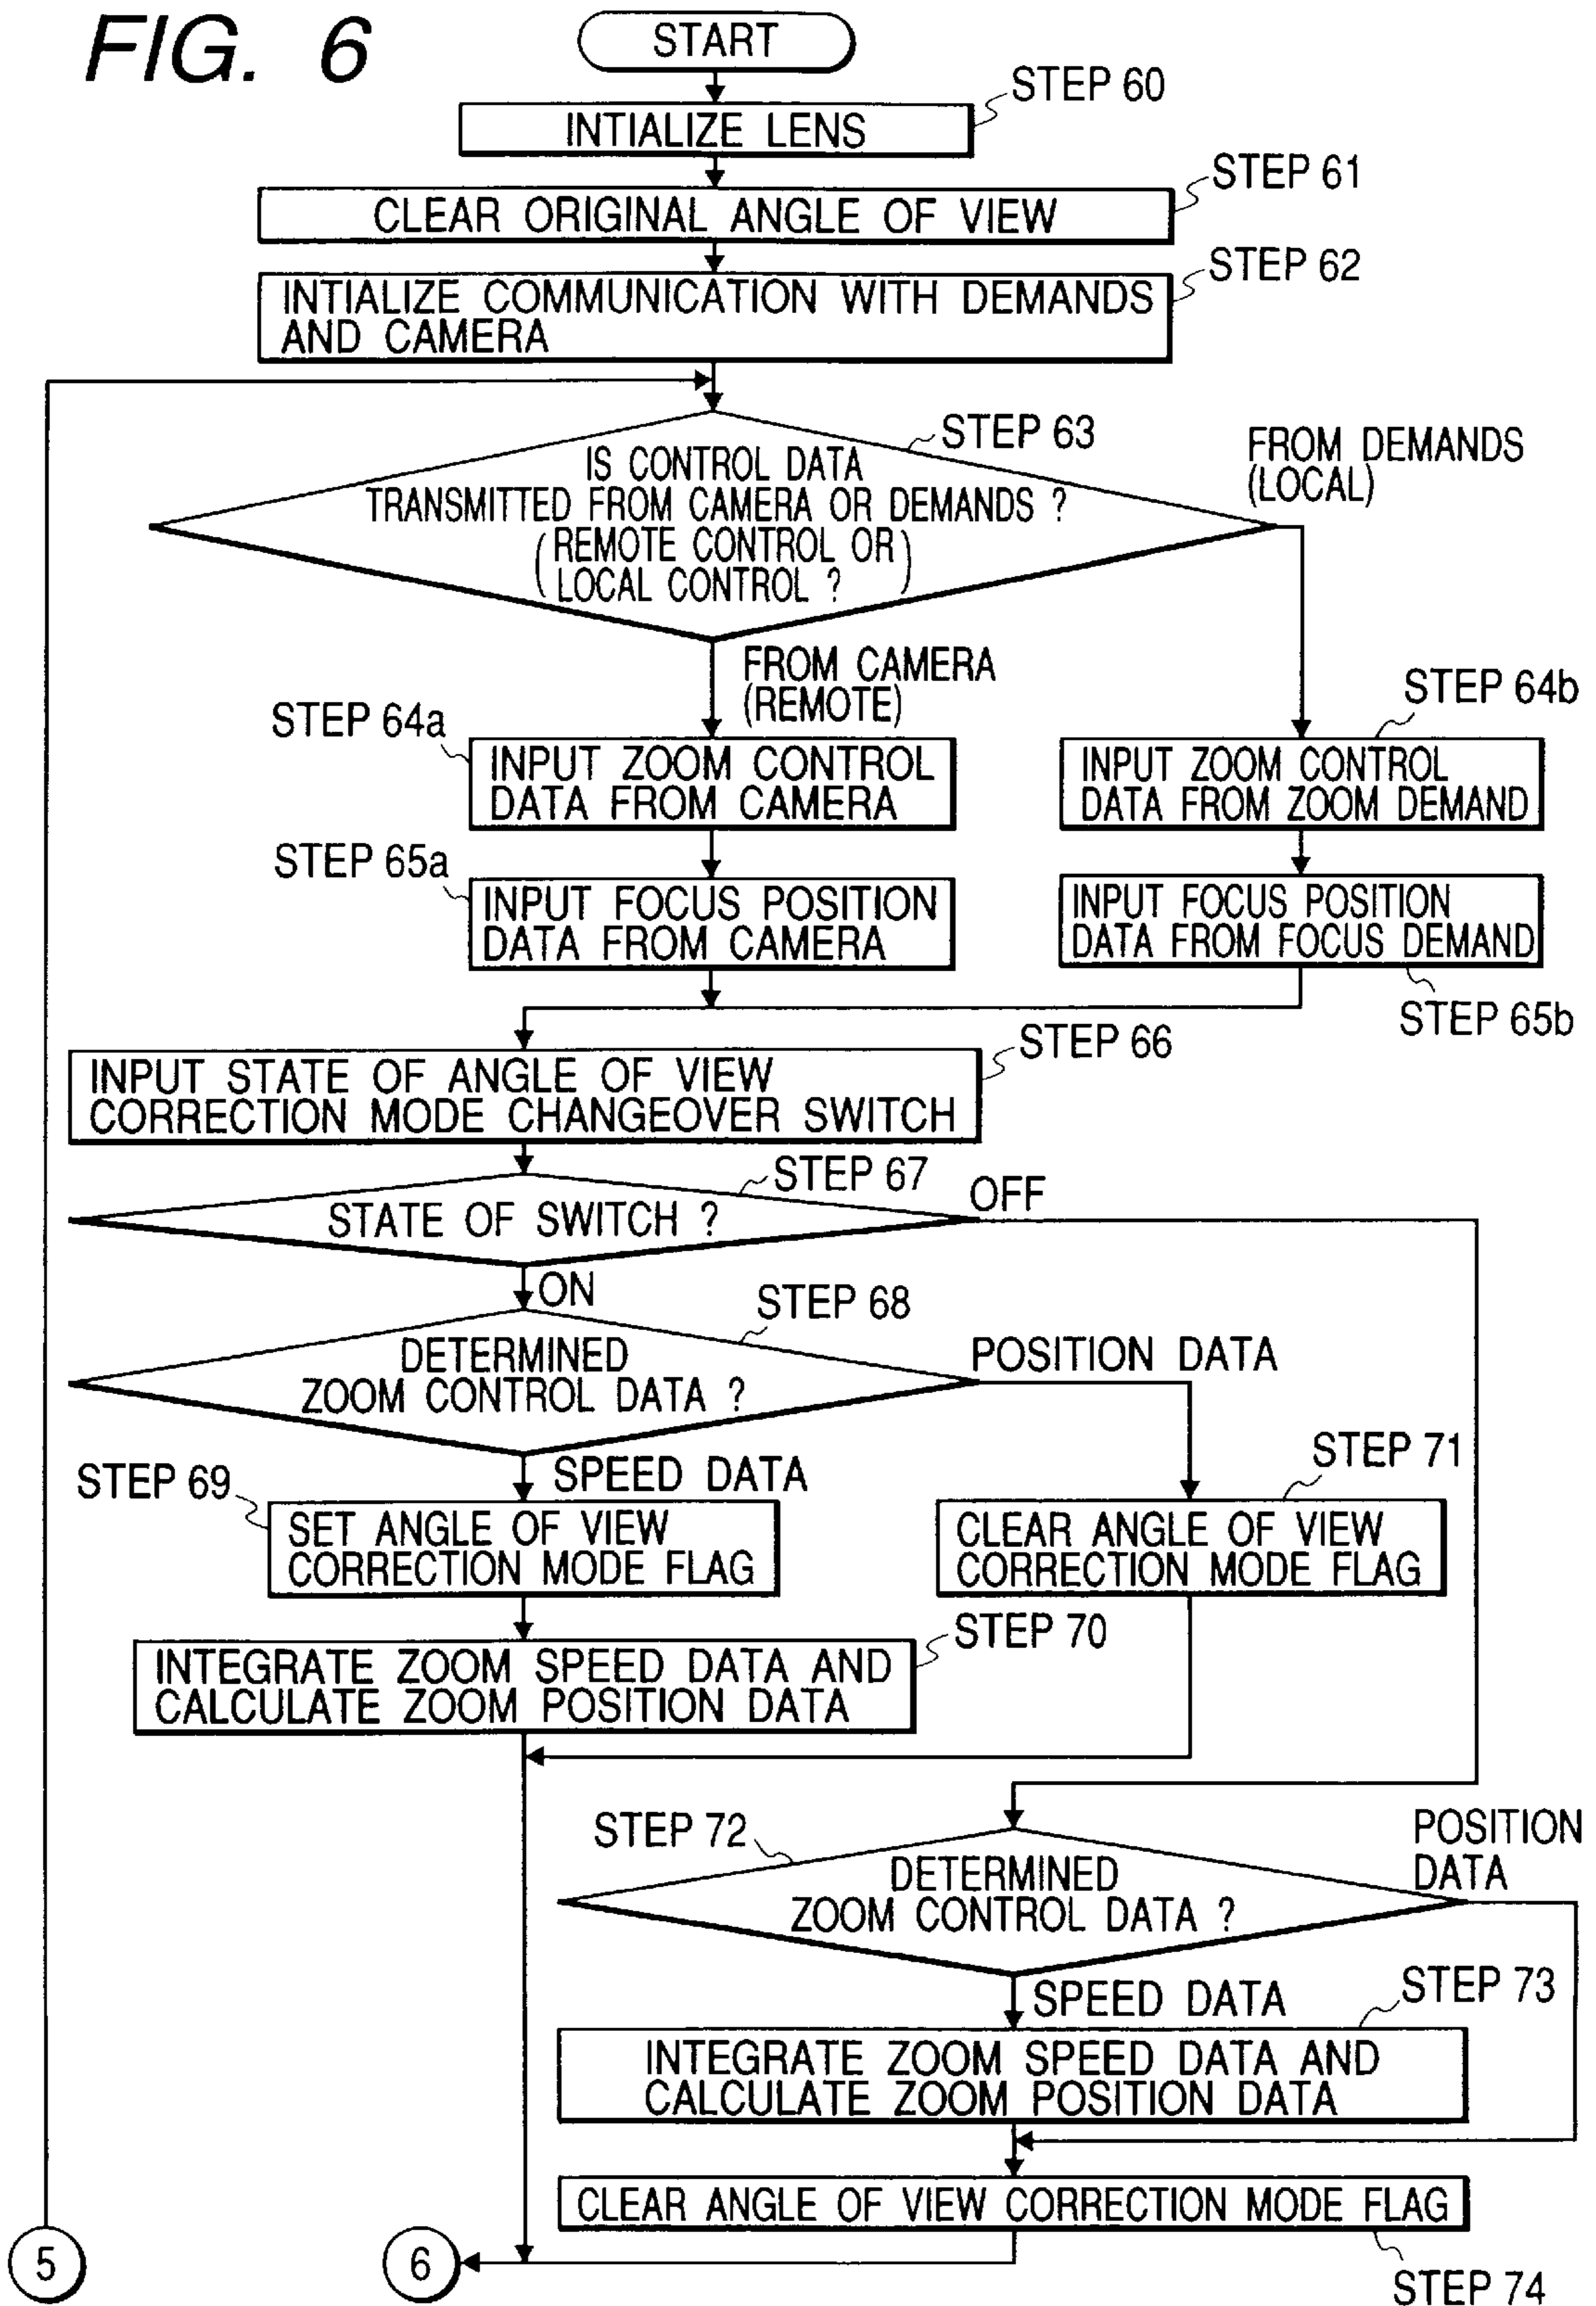 FIG. 6
START
STEP 60
INTIALIZE LENS
STEP 61
CLEAR ORIGINAL ANGLE OF VIEW
STEP 62
INTIALIZE COMMUNICATION WITH DEMANDS
AND CAMERA
STEP 63
IS CONTROL DATA
TRANSMITTED FROM CAMERA OR DEMANDS ?
(REMOTE CONTROL OR
LOCAL CONTROL ?)
FROM DEMANDS
(LOCAL)
FROM CAMERA
(REMOTE)
STEP 64a
INPUT ZOOM CONTROL
DATA FROM CAMERA
STEP 64b
INPUT ZOOM CONTROL
DATA FROM ZOOM DEMAND
STEP 65a
INPUT FOCUS POSITION
DATA FROM CAMERA
INPUT FOCUS POSITION
DATA FROM FOCUS DEMAND
STEP 65b
STEP 66
INPUT STATE OF ANGLE OF VIEW
CORRECTION MODE CHANGEOVER SWITCH
STEP 67
STATE OF SWITCH ?
OFF
ON
STEP 68
DETERMINED
ZOOM CONTROL DATA ?
POSITION DATA
SPEED DATA
STEP 69
SET ANGLE OF VIEW
CORRECTION MODE FLAG
STEP 71
CLEAR ANGLE OF VIEW
CORRECTION MODE FLAG
STEP 70
INTEGRATE ZOOM SPEED DATA AND
CALCULATE ZOOM POSITION DATA
STEP 72
DETERMINED
ZOOM CONTROL DATA ?
POSITION
DATA
SPEED DATA
STEP 73
INTEGRATE ZOOM SPEED DATA AND
CALCULATE ZOOM POSITION DATA
CLEAR ANGLE OF VIEW CORRECTION MODE FLAG
STEP 74
5
6